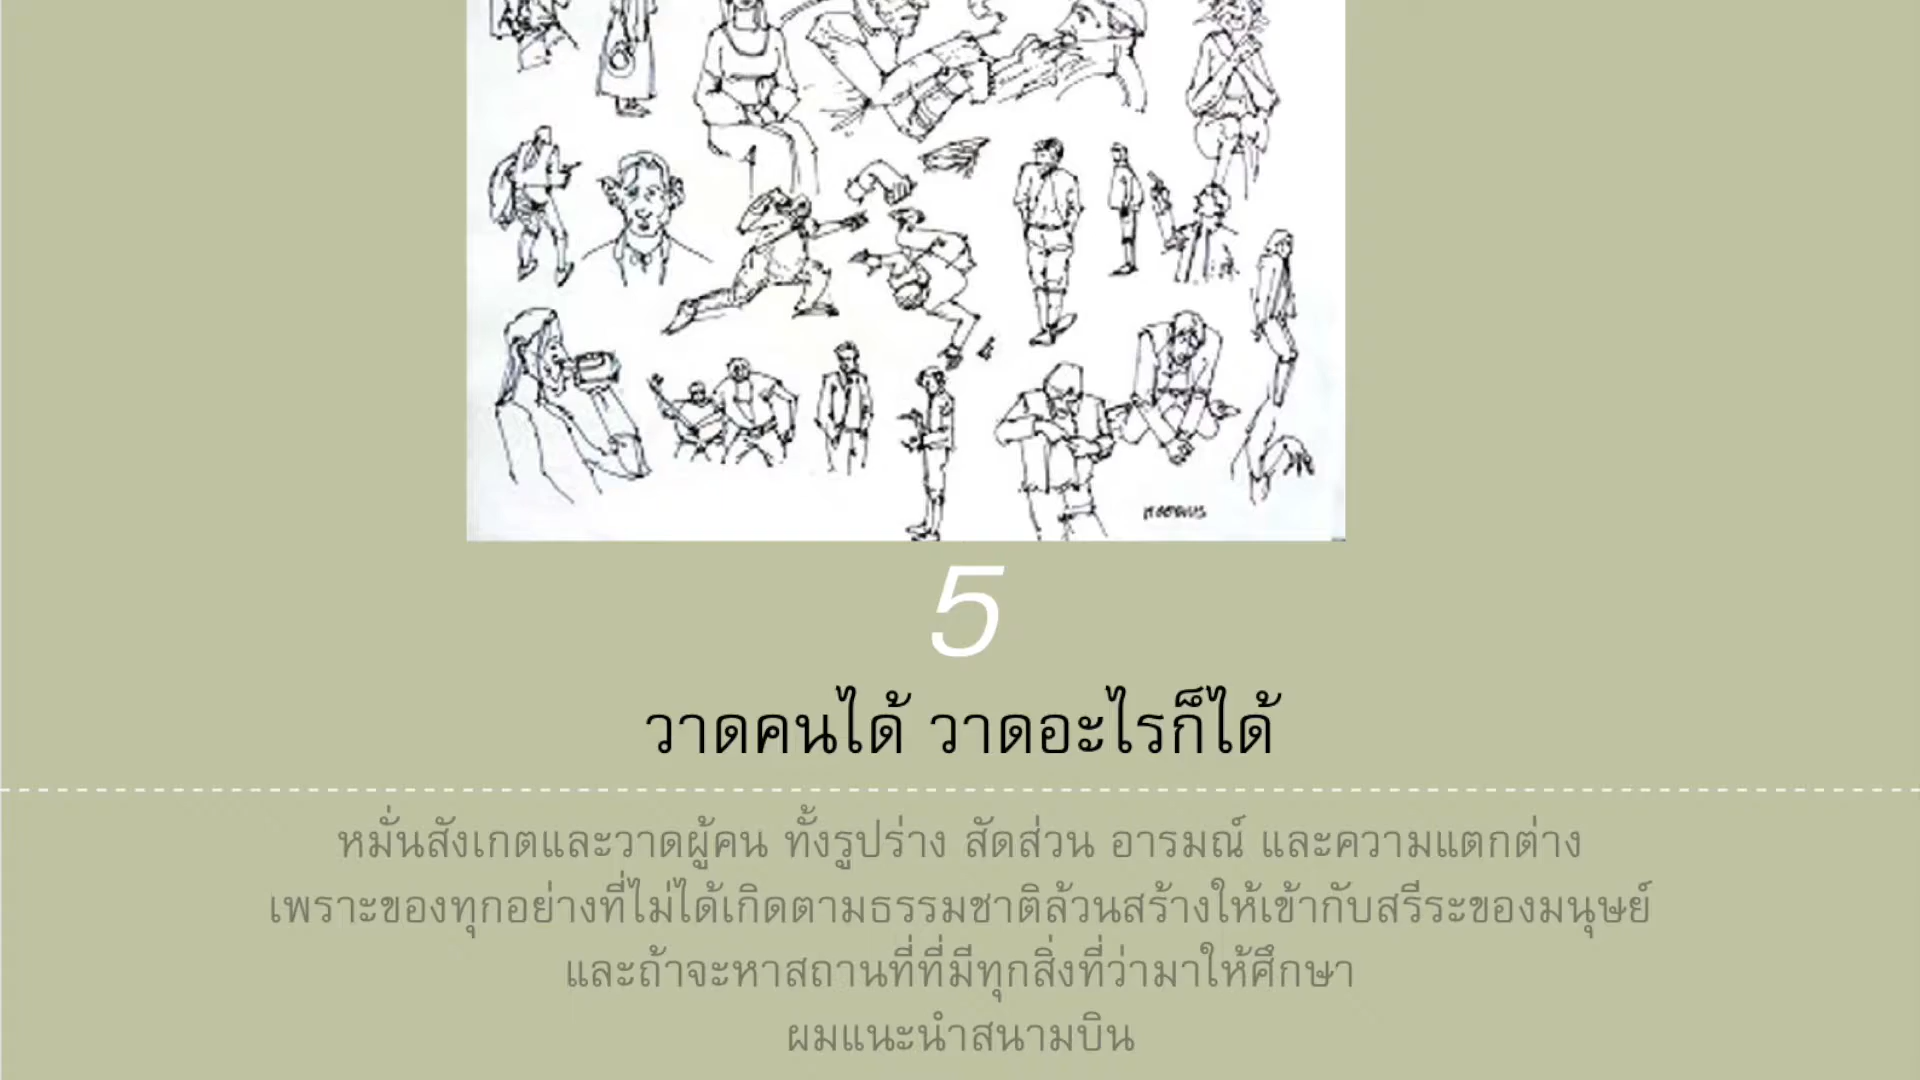 MOEBIUS
5
วาดคนได้ วาดอะไรก็ได้
หมั่นสังเกตและวาดผู้คน ทั้งรูปร่าง สัดส่วน อารมณ์ และความแตกต่าง
เพราะของทุกอย่างที่ไม่ได้เกิดตามธรรมชาติล้วนสร้างให้เข้ากับสรีระของมนุษย์
และถ้าจะหาสถานที่ที่มีทุกสิ่งที่ว่ามาให้ศึกษา
ผมแนะนำสนามบิน